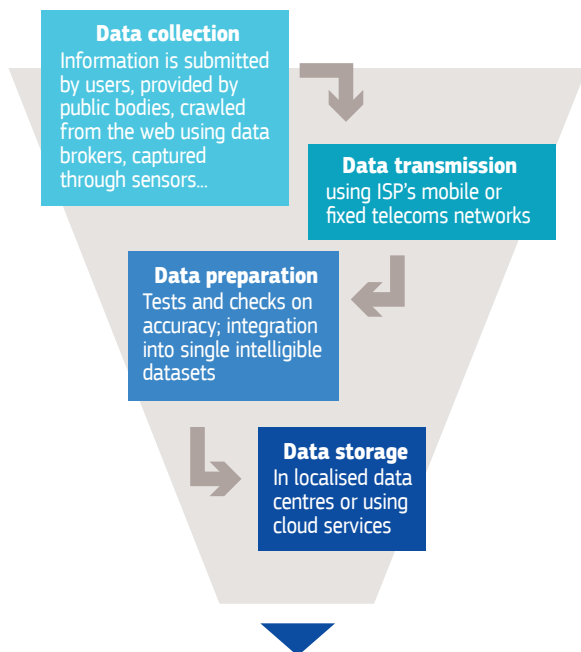 Data collection
Information is submitted
by users, provided by
public bodies, crawled
from the web using data
brokers, captured
through sensors...
Data transmission
using ISP's mobile or
fixed telecoms networks
Data preparation
Tests and checks on
accuracy; integration
into single intelligible
datasets
Data storage
In localised data
centres or using
cloud services